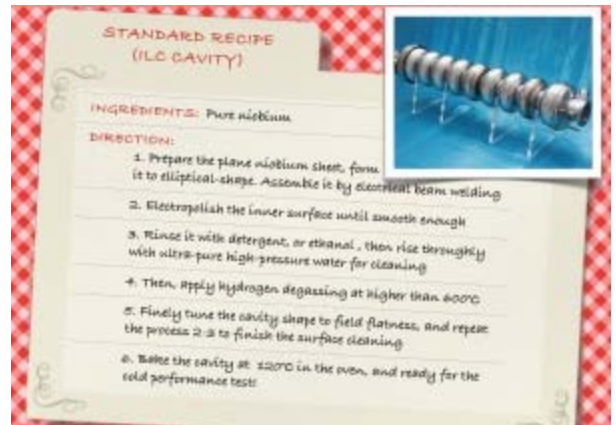 STANDARD RECIPE
(ILC CAVITY)
INGREDIENTS: Pure niobium
DIRECTION:
1. Prepare the plane niobium sheet, form
it to elliptical-shape. Assemble it by electrical beam welding
2. Electropolish the inner surface until smooth enough
3. Rinse it with detergent, or ethanol, then rise throughly
with ultra-pure high-pressure water for cleaning
4. Then, apply hydrogen degassing at higher than 600°C
5. Finely tune the cavity shape to field flatness, and repeat
the process 2-3 to finish the surface cleaning
6. Bake the cavity at 120°C in the oven, and ready for the
cold performance test!